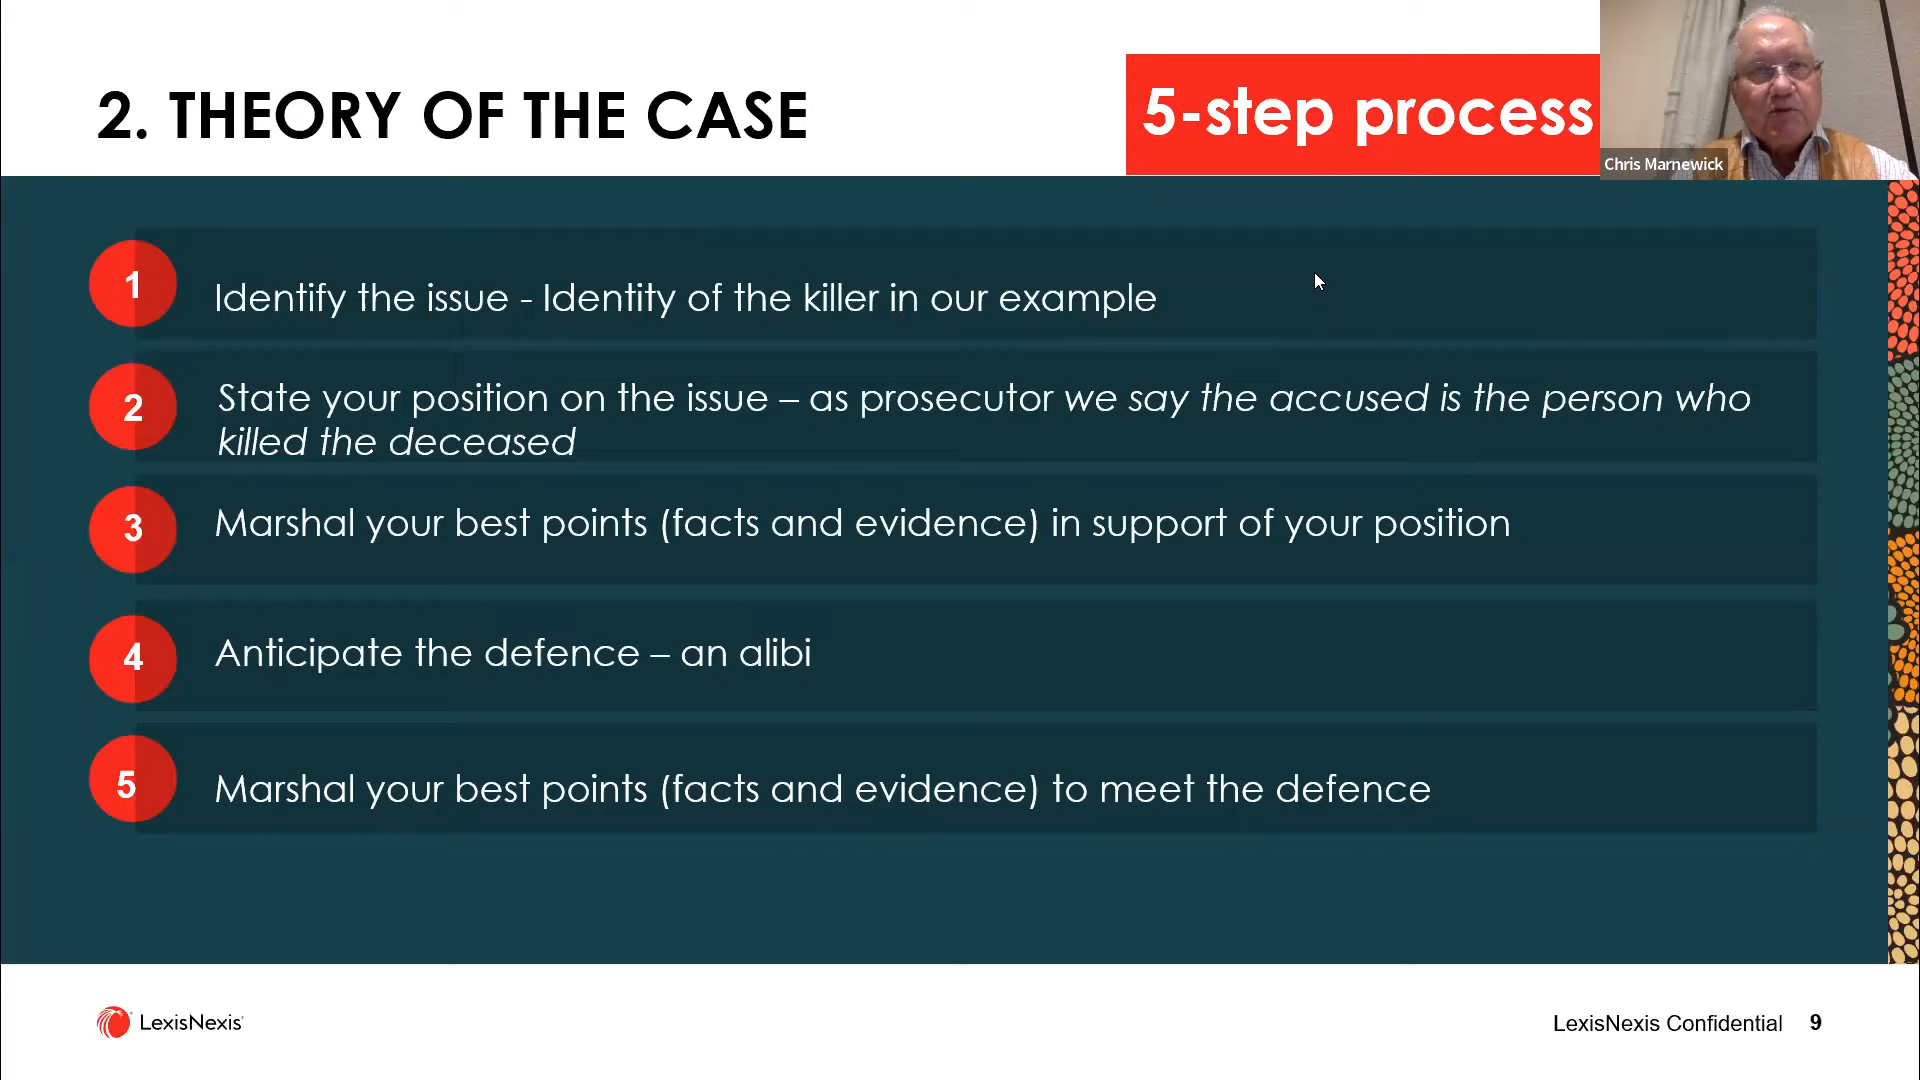 2. THEORY OF THE CASE
5-step process
Chris Marnewick
1
Identify the issue - Identity of the killer in our example
2
State your position on the issue – as prosecutor we say the accused is the person who
killed the deceased
3
Marshal your best points (facts and evidence) in support of your position
4
Anticipate the defence – an alibi
5
Marshal your best points (facts and evidence) to meet the defence
LexisNexis
LexisNexis Confidential 9